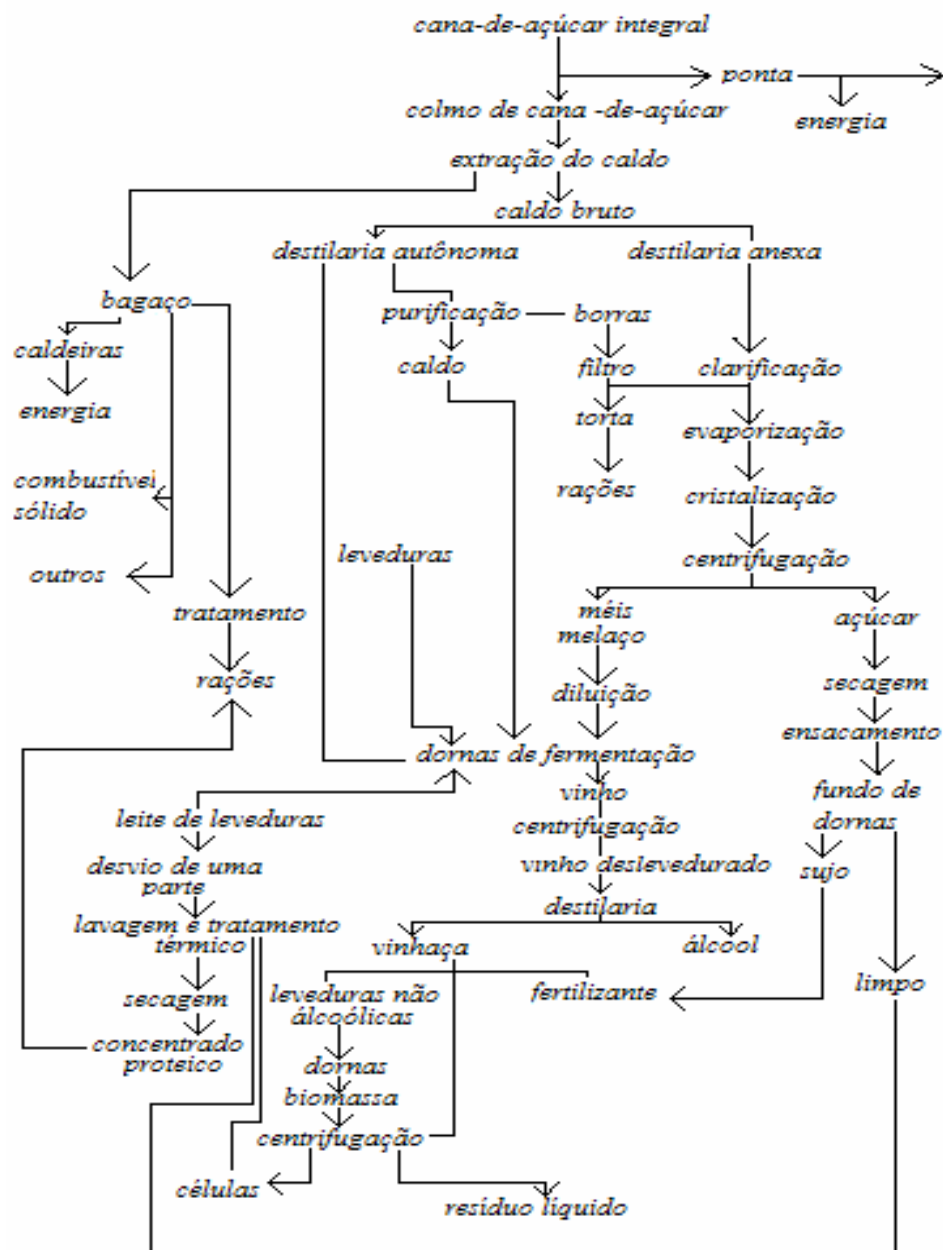 cana-de-açúcar integral
ponta
colmo de cana -de-açúcar
energia
extração do caldo
caldo bruto
destilaria autônoma
destilaria anexa
bagaço
purificação
borras
caldeiras
caldo
filtro
clarificação
energia
torta
evaporização
combustível
sólido
rações
cristalização
leveduras
centrifugação
outros
tratamento
méis
melaço
açúcar
rações
diluição
secagem
ensacamento
dornas de fermentação
vinho
fundo de
dornas
leite de leveduras
centrifugação
desvio de uma
parte
vinho deslevedurado
sujo
lavagem e tratamento
térmico
destilaria
vinhaça
álcool
secagem
leveduras não
álcoólicas
fertilizante
limpo
concentrado
proteico
dornas
biomassa
centrifugação
células
resíduo líquido